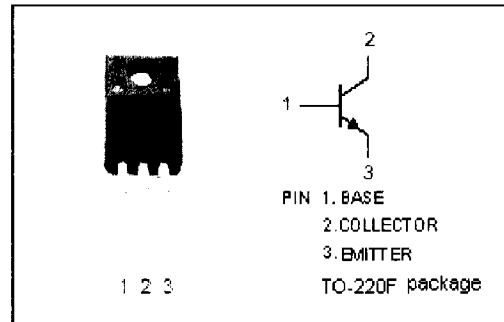 2
1
3
PIN 1. BASE
2. COLLECTOR
3. EMITTER
1 2 3
TO-220F package